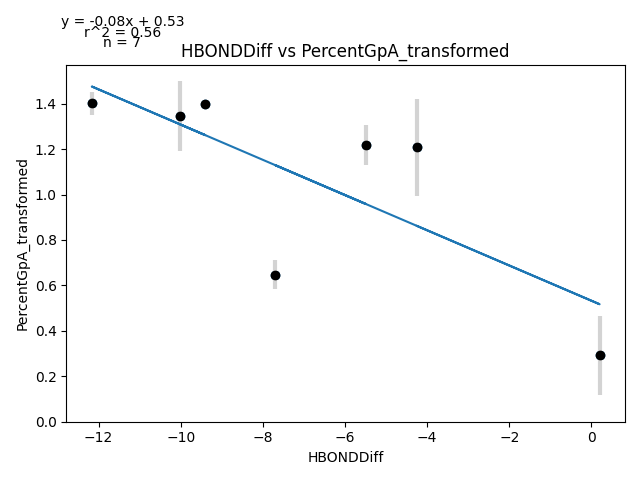 y = -0.08x + 0.53
r^2 = 0.56
n = 7
HBONDDiff vs PercentGpA_transformed
PercentGpA_transformed
1.4
1.2
1.0
0.8
0.6
0.4
0.2
0.0
−12 −10 −8 −6 −4 −2 0
HBONDDiff